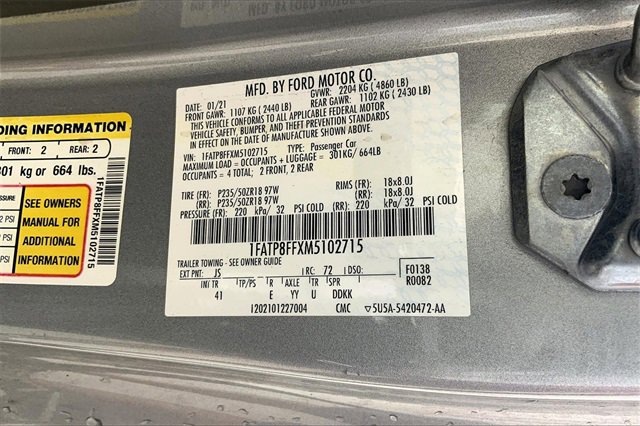 MFD. BY FORD MOTOR CO.
DATE: 01/21 GVWR: 2204 KG ( 4860 LB)
FRONT GAWR: 1107 KG ( 2440 LB) REAR GAWR: 1102 KG ( 2430 LB)
THIS VEHICLE CONFORMS TO ALL APPLICABLE FEDERAL MOTOR
VEHICLE SAFETY, BUMPER, AND THEFT PREVENTION STANDARDS
IN EFFECT ON THE DATE OF MANUFACTURE SHOWN ABOVE.
VIN: 1FATP8FFXM5102715 TYPE: Passenger Car
MAXIMUM LOAD = OCCUPANTS + LUGGAGE = 301KG/ 664LB
OCCUPANTS = 4 TOTAL: 2 FRONT, 2 REAR
TIRE (FR): P235/50ZR18 97W RIMS (FR): 18x8.0J
(RR): P235/50ZR18 97W (RR): 18x8.0J
PRESSURE (FR): 220 kPa/ 32 PSI COLD (RR): 220 kPa/ 32 PSI COLD
1FATP8FFXM5102715
TRAILER TOWING - SEE OWNER GUIDE
EXT PNT: JS RC: 72 DSO: F0138
R0082
IN/TR TP/PS R AXLE TR SPR
41 E YY U DDKK
I202101227004 CMC 5U5A-5420472-AA
DING INFORMATION
FRONT: 2 REAR: 2
301 kg or 664 lbs.
SEE OWNERS
MANUAL FOR
ADDITIONAL
INFORMATION
PSI
PSI
1FATP8FFXM5102715